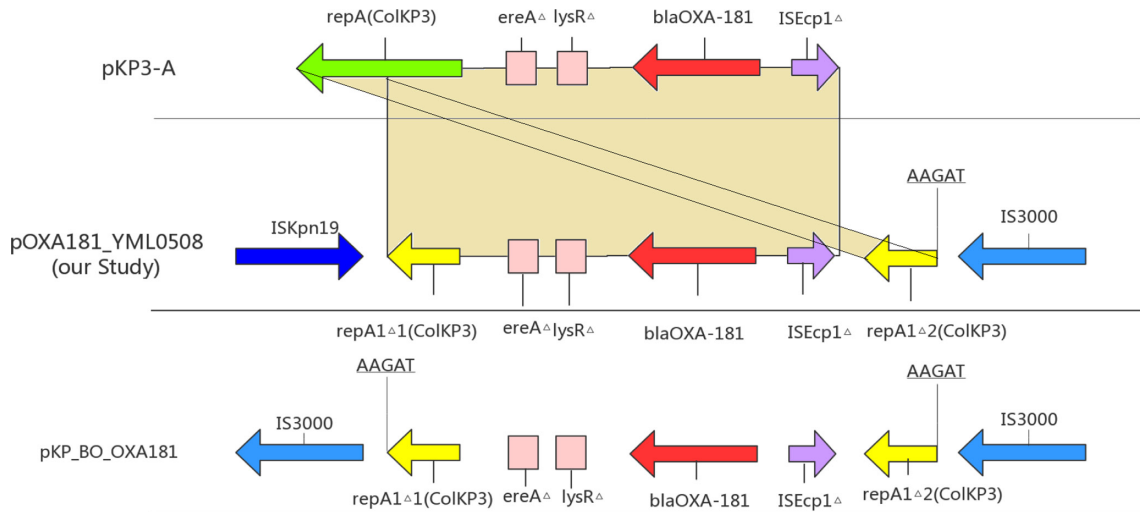 repA(ColKP3)
ereA△
lysR△
blaOXA-181
ISEcp1△
pKP3-A
AAGAT
ISKpn19
IS3000
pOXA181_YML0508
(our Study)
repA1△1(ColKP3)
ereA△
lysR△
blaOXA-181
ISEcp1△
repA1△2(ColKP3)
AAGAT
AAGAT
IS3000
IS3000
pKP_BO_OXA181
repA1△1(ColKP3)
ereA△
lysR△
blaOXA-181
ISEcp1△
repA1△2(ColKP3)